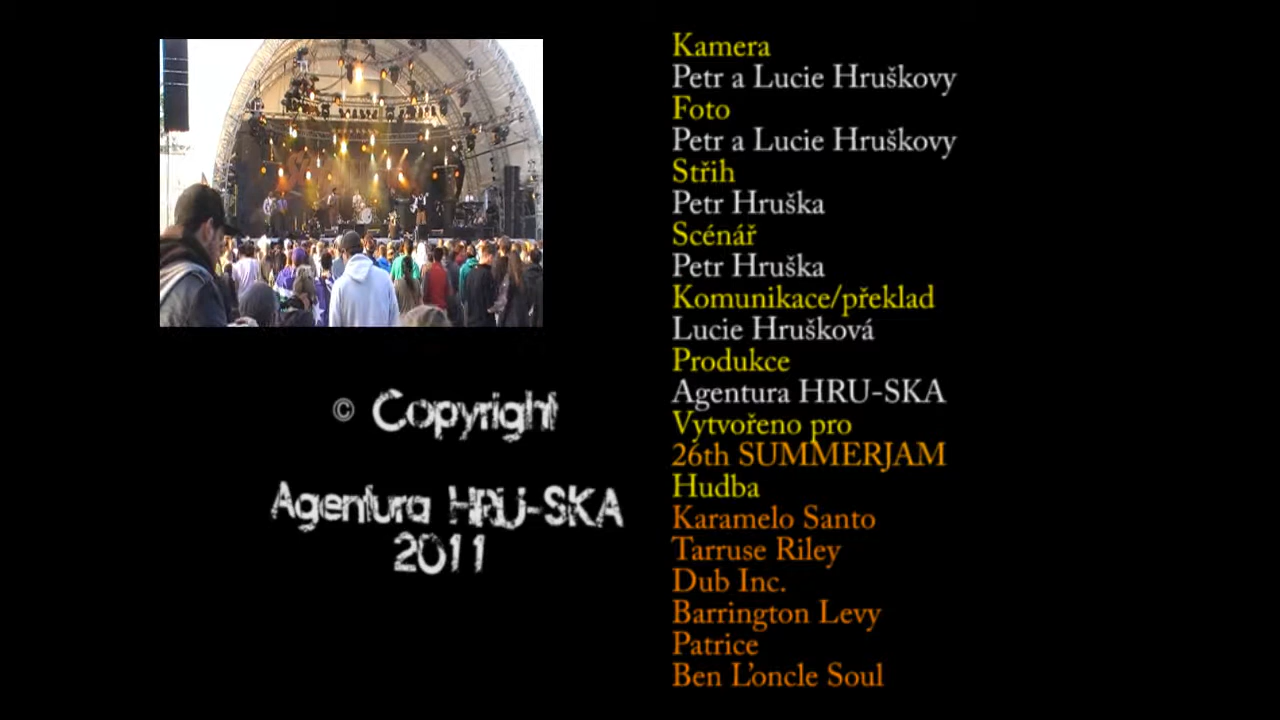 Kamera
Petr a Lucie Hruškovy
Foto
Petr a Lucie Hruškovy
Střih
Petr Hruška
Scénář
Petr Hruška
Komunikace/překlad
Lucie Hrušková
Produkce
Agentura HRU-SKA
Vytvořeno pro
26th SUMMERJAM
Hudba
Karamelo Santo
Tarruse Riley
Dub Inc.
Barrington Levy
Patrice
Ben L'oncle Soul
© Copyright
Agentura HRU-SKA
2011